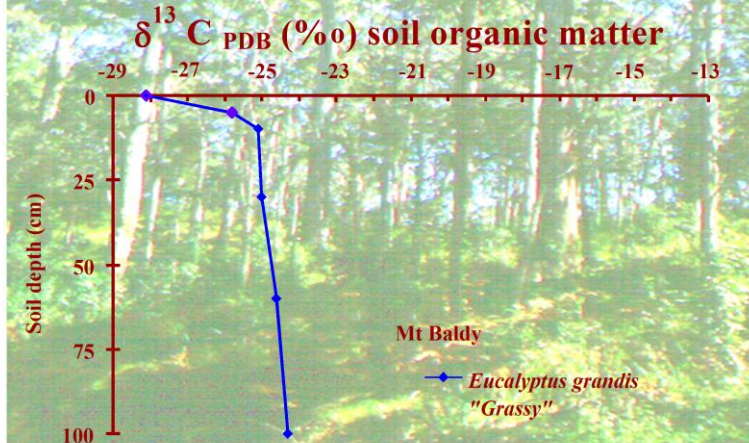 δ¹³ C PDB (‰) soil organic matter
-29 -27 -25 -23 -21 -19 -17 -15 -13
0
25
50
75
100
Soil depth (cm)
Mt Baldy
Eucalyptus grandis
"Grassy"